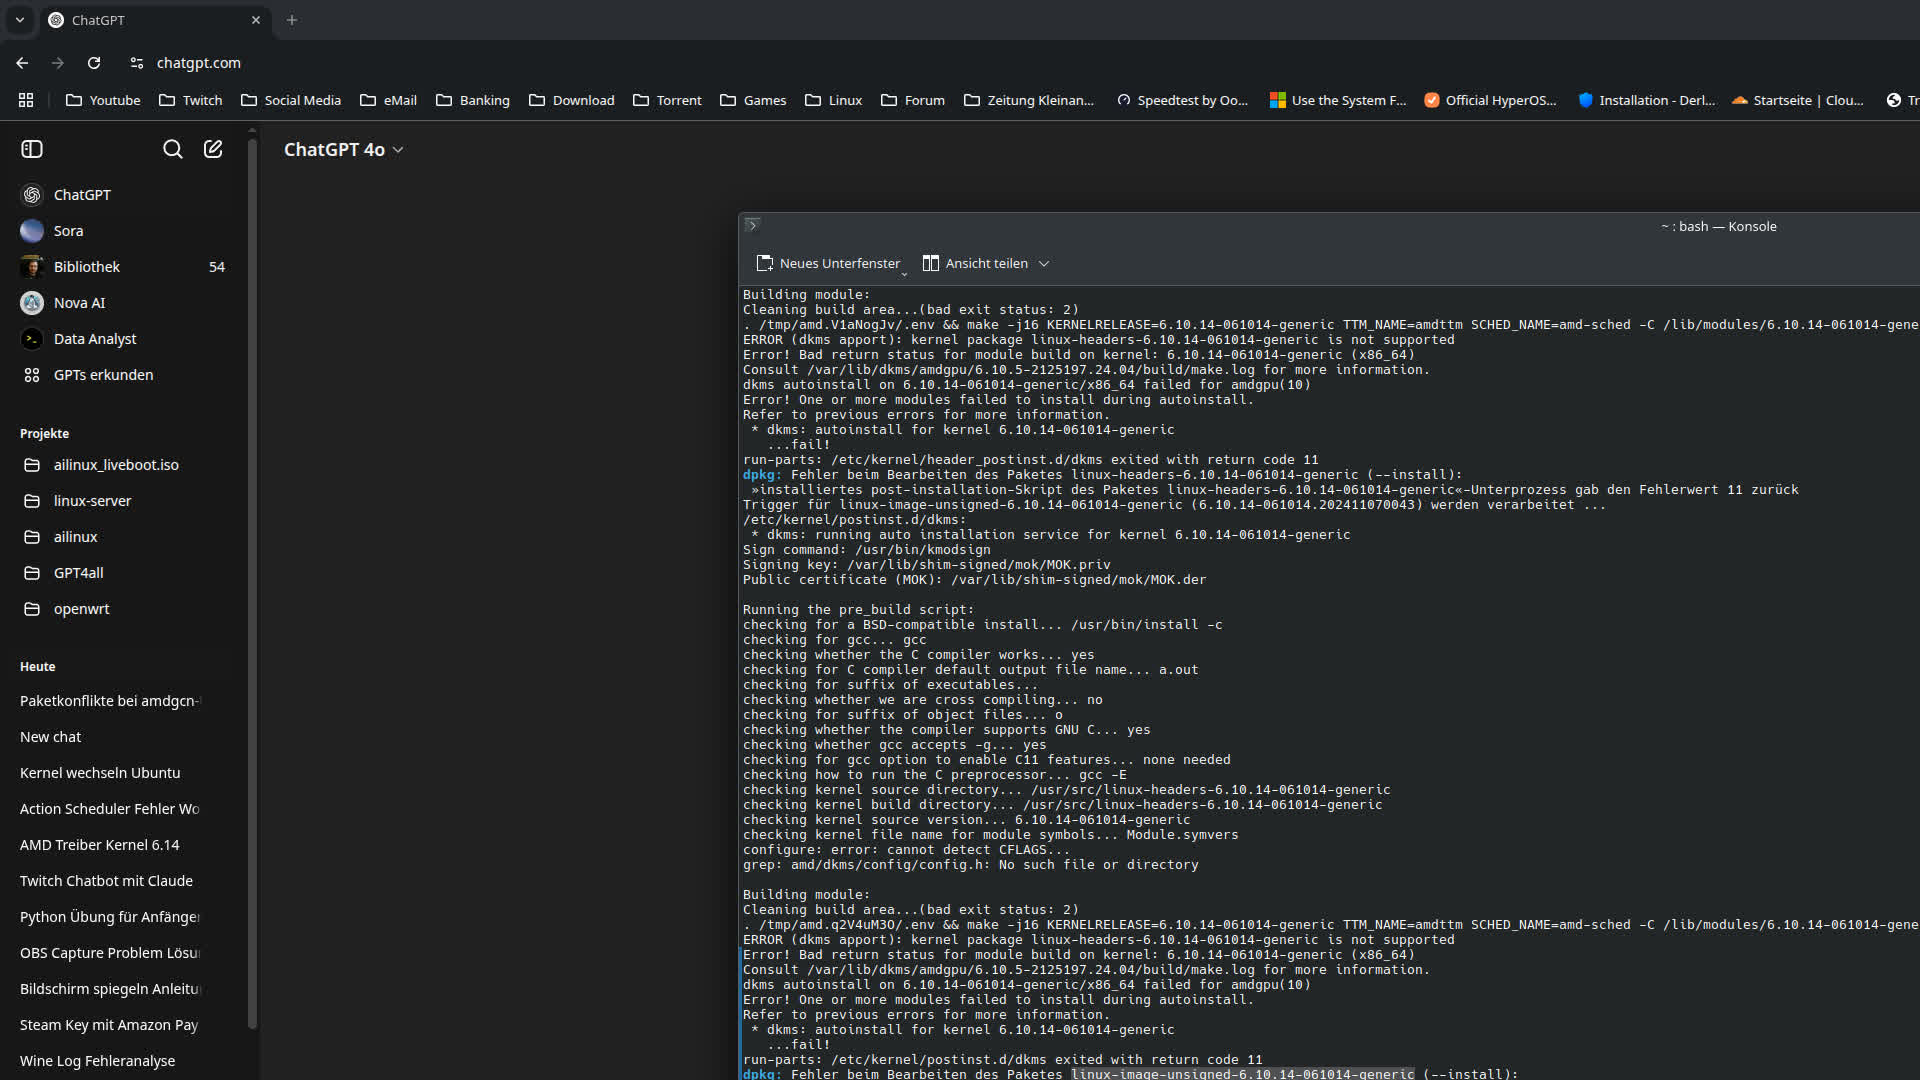 ChatGPT
chatgpt.com
Youtube
Twitch
Social Media
eMail
Banking
Download
Torrent
Games
Linux
Forum
Zeitung Kleinan...
Speedtest by Oo...
Use the System F...
Official HyperOS...
Installation - Derl...
Startseite | Clou...
Tr
ChatGPT 4o
ChatGPT
Sora
Bibliothek 54
Nova AI
Data Analyst
GPTs erkunden
Projekte
ailinux_liveboot.iso
linux-server
ailinux
GPT4all
openwrt
Heute
Paketkonflikte bei amdgcn-
New chat
Kernel wechseln Ubuntu
Action Scheduler Fehler Wo
AMD Treiber Kernel 6.14
Twitch Chatbot mit Claude
Python Übung für Anfänger
OBS Capture Problem Lösu
Bildschirm spiegeln Anleitu
Steam Key mit Amazon Pay
Wine Log Fehleranalyse
~ : bash — Konsole
Neues Unterfenster
Ansicht teilen
Building module:
Cleaning build area...(bad exit status: 2)
. /tmp/amd.V1aNogJv/.env && make -j16 KERNELRELEASE=6.10.14-061014-generic TTM_NAME=amdttm SCHED_NAME=amd-sched -C /lib/modules/6.10.14-061014-gene
ERROR (dkms apport): kernel package linux-headers-6.10.14-061014-generic is not supported
Error! Bad return status for module build on kernel: 6.10.14-061014-generic (x86_64)
Consult /var/lib/dkms/amdgpu/6.10.5-2125197.24.04/build/make.log for more information.
dkms autoinstall on 6.10.14-061014-generic/x86_64 failed for amdgpu(10)
Error! One or more modules failed to install during autoinstall.
Refer to previous errors for more information.
* dkms: autoinstall for kernel 6.10.14-061014-generic
...fail!
run-parts: /etc/kernel/header_postinst.d/dkms exited with return code 11
dpkg: Fehler beim Bearbeiten des Paketes linux-headers-6.10.14-061014-generic (--install):
»installiertes post-installation-Skript des Paketes linux-headers-6.10.14-061014-generic«-Unterprozess gab den Fehlerwert 11 zurück
Trigger für linux-image-unsigned-6.10.14-061014-generic (6.10.14-061014.202411070043) werden verarbeitet ...
/etc/kernel/postinst.d/dkms:
* dkms: running auto installation service for kernel 6.10.14-061014-generic
Sign command: /usr/bin/kmodsign
Signing key: /var/lib/shim-signed/mok/MOK.priv
Public certificate (MOK): /var/lib/shim-signed/mok/MOK.der
Running the pre_build script:
checking for a BSD-compatible install... /usr/bin/install -c
checking for gcc... gcc
checking whether the C compiler works... yes
checking for C compiler default output file name... a.out
checking for suffix of executables...
checking whether we are cross compiling... no
checking for suffix of object files... o
checking whether the compiler supports GNU C... yes
checking whether gcc accepts -g... yes
checking for gcc option to enable C11 features... none needed
checking how to run the C preprocessor... gcc -E
checking kernel source directory... /usr/src/linux-headers-6.10.14-061014-generic
checking kernel build directory... /usr/src/linux-headers-6.10.14-061014-generic
checking kernel source version... 6.10.14-061014-generic
checking kernel file name for module symbols... Module.symvers
configure: error: cannot detect CFLAGS...
grep: amd/dkms/config/config.h: No such file or directory
Building module:
Cleaning build area...(bad exit status: 2)
. /tmp/amd.q2V4uM3O/.env && make -j16 KERNELRELEASE=6.10.14-061014-generic TTM_NAME=amdttm SCHED_NAME=amd-sched -C /lib/modules/6.10.14-061014-gene
ERROR (dkms apport): kernel package linux-headers-6.10.14-061014-generic is not supported
Error! Bad return status for module build on kernel: 6.10.14-061014-generic (x86_64)
Consult /var/lib/dkms/amdgpu/6.10.5-2125197.24.04/build/make.log for more information.
dkms autoinstall on 6.10.14-061014-generic/x86_64 failed for amdgpu(10)
Error! One or more modules failed to install during autoinstall.
Refer to previous errors for more information.
* dkms: autoinstall for kernel 6.10.14-061014-generic
...fail!
run-parts: /etc/kernel/postinst.d/dkms exited with return code 11
dpkg: Fehler beim Bearbeiten des Paketes linux-image-unsigned-6.10.14-061014-generic (--install):